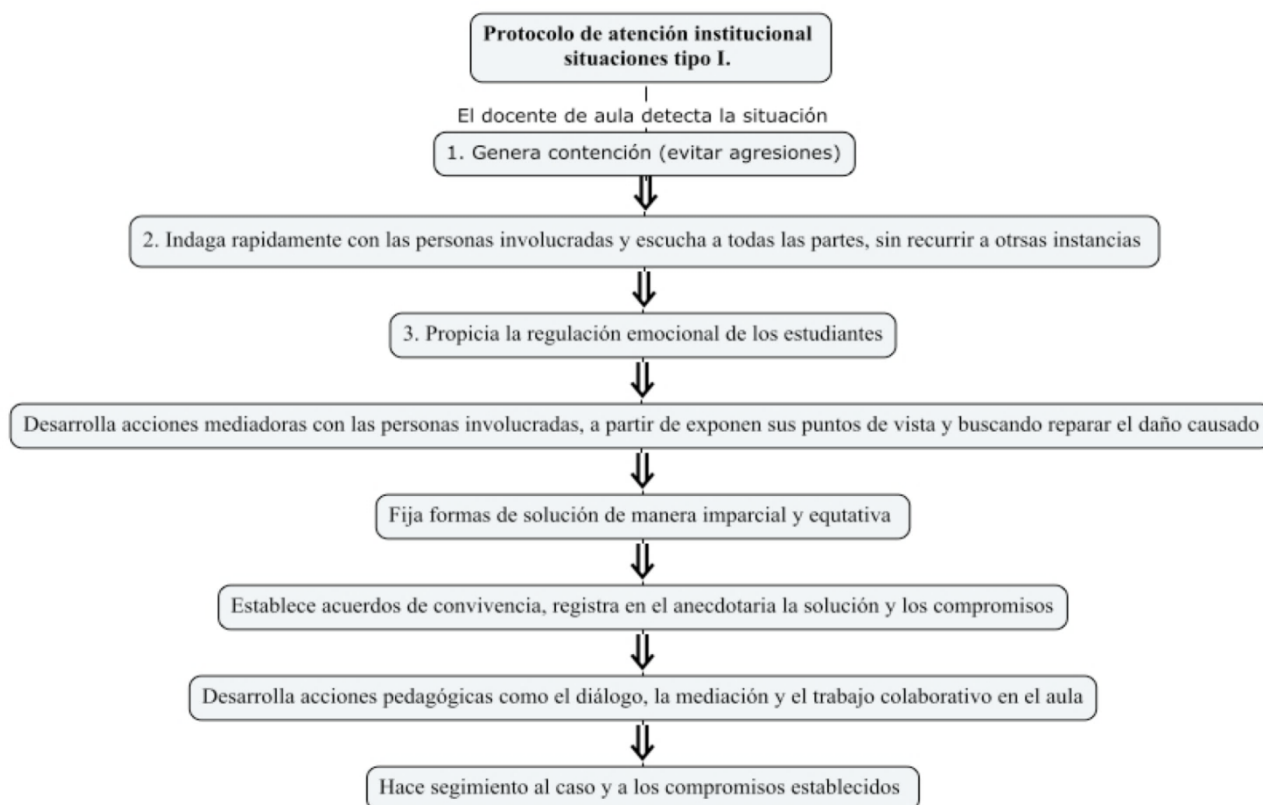 Protocolo de atención institucional
situaciones tipo I.
El docente de aula detecta la situación
1. Genera contención (evitar agresiones)
2. Indaga rapidamente con las personas involucradas y escucha a todas las partes, sin recurrir a otrsas instancias
3. Propicia la regulación emocional de los estudiantes
Desarrolla acciones mediadoras con las personas involucradas, a partir de exponen sus puntos de vista y buscando reparar el daño causado
Fija formas de solución de manera imparcial y equtativa
Establece acuerdos de convivencia, registra en el anecdotaria la solución y los compromisos
Desarrolla acciones pedagógicas como el diálogo, la mediación y el trabajo colaborativo en el aula
Hace segimiento al caso y a los compromisos establecidos